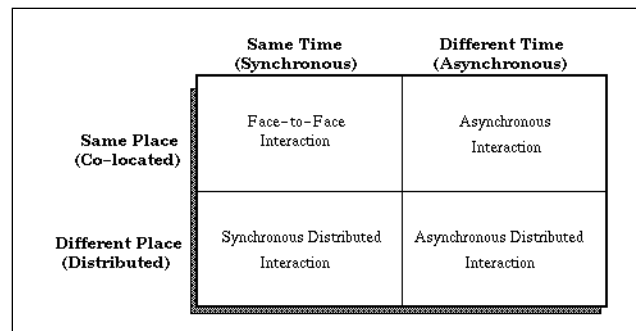 Same Time
(Synchronous)
Different Time
(Asynchronous)
Same Place
(Co-located)
Face-to-Face
Interaction
Asynchronous
Interaction
Different Place
(Distributed)
Synchronous Distributed
Interaction
Asynchronous Distributed
Interaction